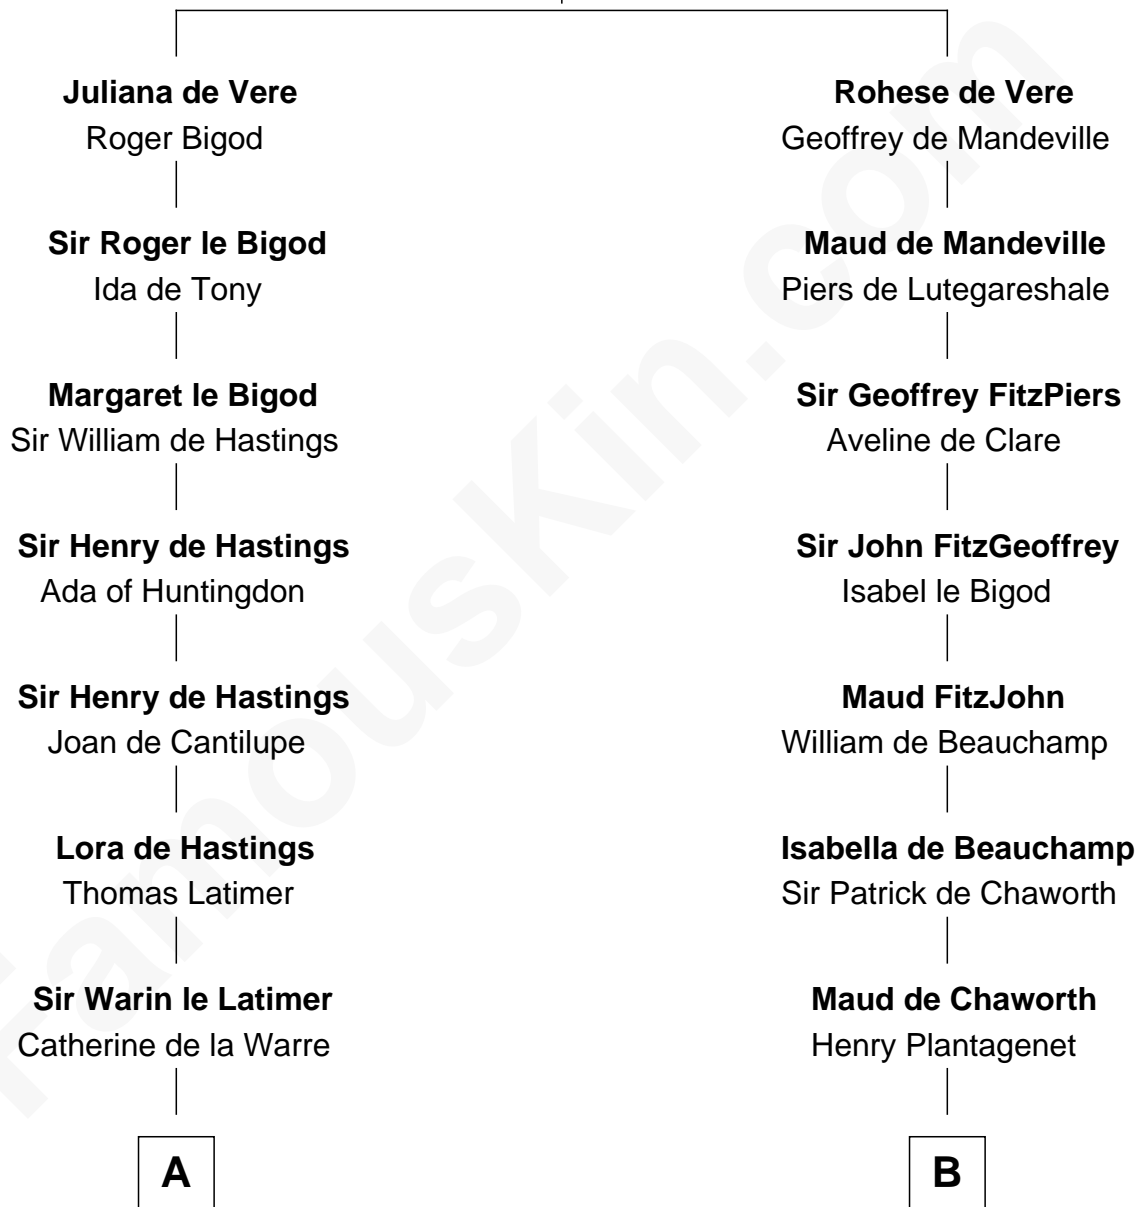 Juliana de Vere
Roger Bigod
Sir Roger le Bigod
Ida de Tony
Margaret le Bigod
Sir William de Hastings
Sir Henry de Hastings
Ada of Huntingdon
Sir Henry de Hastings
Joan de Cantilupe
Lora de Hastings
Thomas Latimer
Sir Warin le Latimer
Catherine de la Warre
A
Rohese de Vere
Geoffrey de Mandeville
Maud de Mandeville
Piers de Lutegareshale
Sir Geoffrey FitzPiers
Aveline de Clare
Sir John FitzGeoffrey
Isabel le Bigod
Maud FitzJohn
William de Beauchamp
Isabella de Beauchamp
Sir Patrick de Chaworth
Maud de Chaworth
Henry Plantagenet
B
FamousKin.com